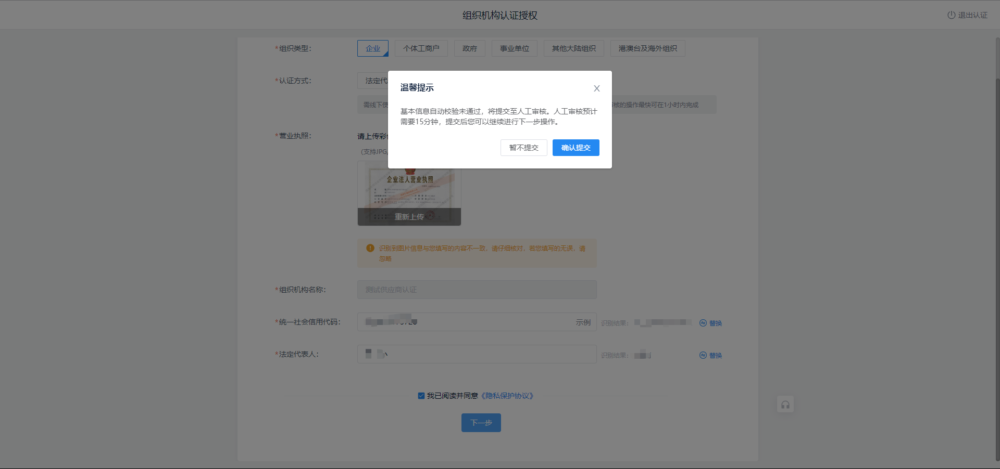 组织机构认证授权
退出认证
*组织类型：
企业
个体工商户
政府
事业单位
其他大陆组织
港澳台及海外组织
*认证方式：
法定代
需线下使
核的操作最快可在1小时内完成
温馨提示
X
基本信息自动校验未通过，将提交至人工审核。人工审核预计
需要15分钟，提交后您可以继续进行下一步操作。
暂不提交
确认提交
*营业执照：
请上传彩
(支持JPG,
企业法人营业执照
重新上传
识别到图片信息与您填写的内容不一致，请仔细核对，若您填写的无误，请
忽略
*组织机构名称：
测试供应商认证
*统一社会信用代码：
示例
识别结果：
替换
*法定代表人：
识别结果：
替换
我已阅读并同意《隐私保护协议》
下一步